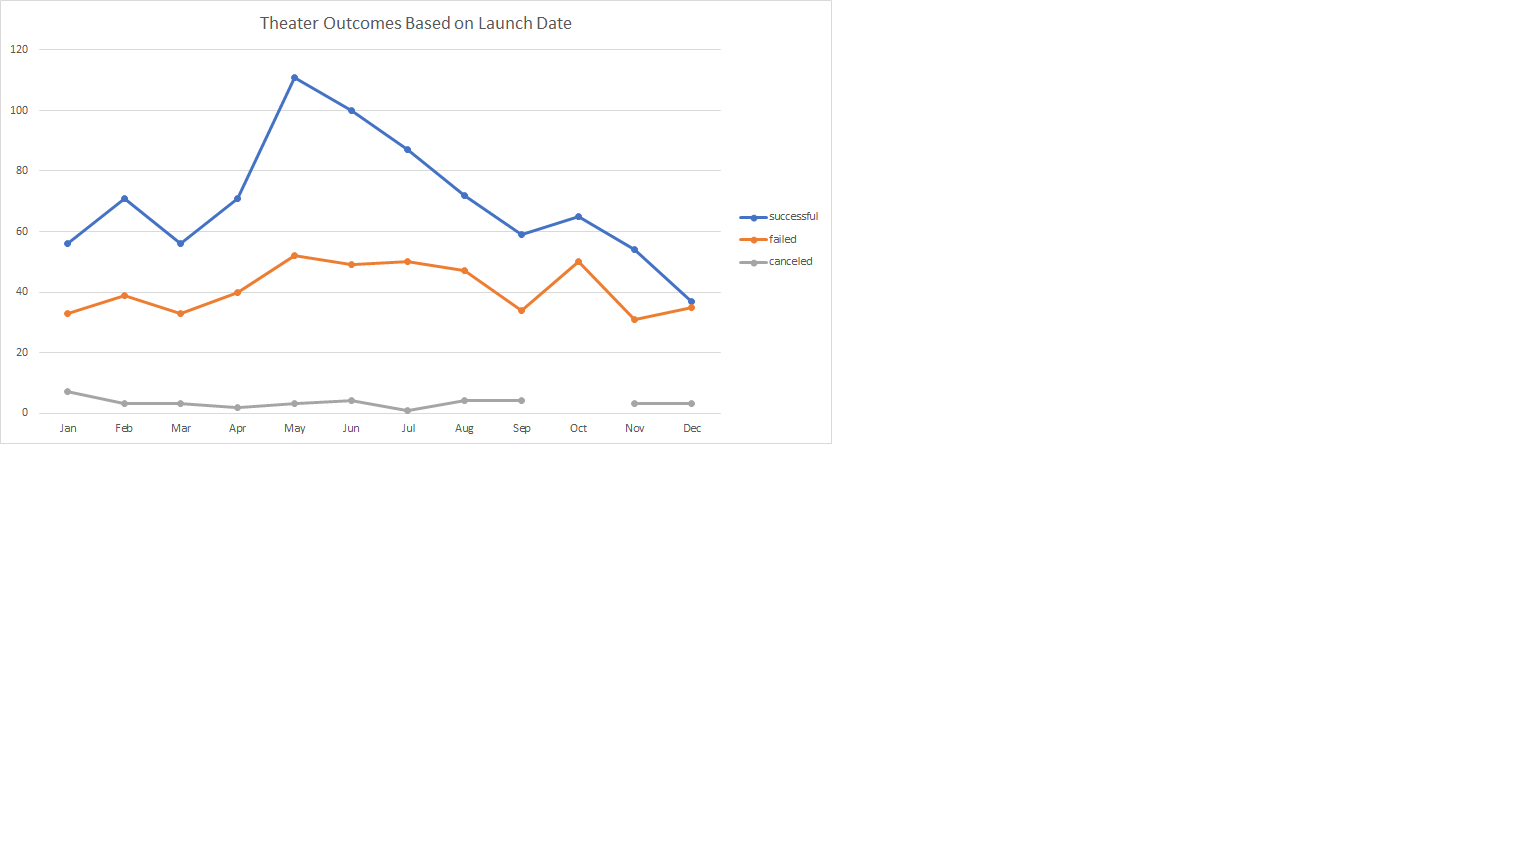 Theater Outcomes Based on Launch Date
120
100
80
60
40
20
0
Jan Feb Mar Apr May Jun Jul Aug Sep Oct Nov Dec
successful
failed
canceled